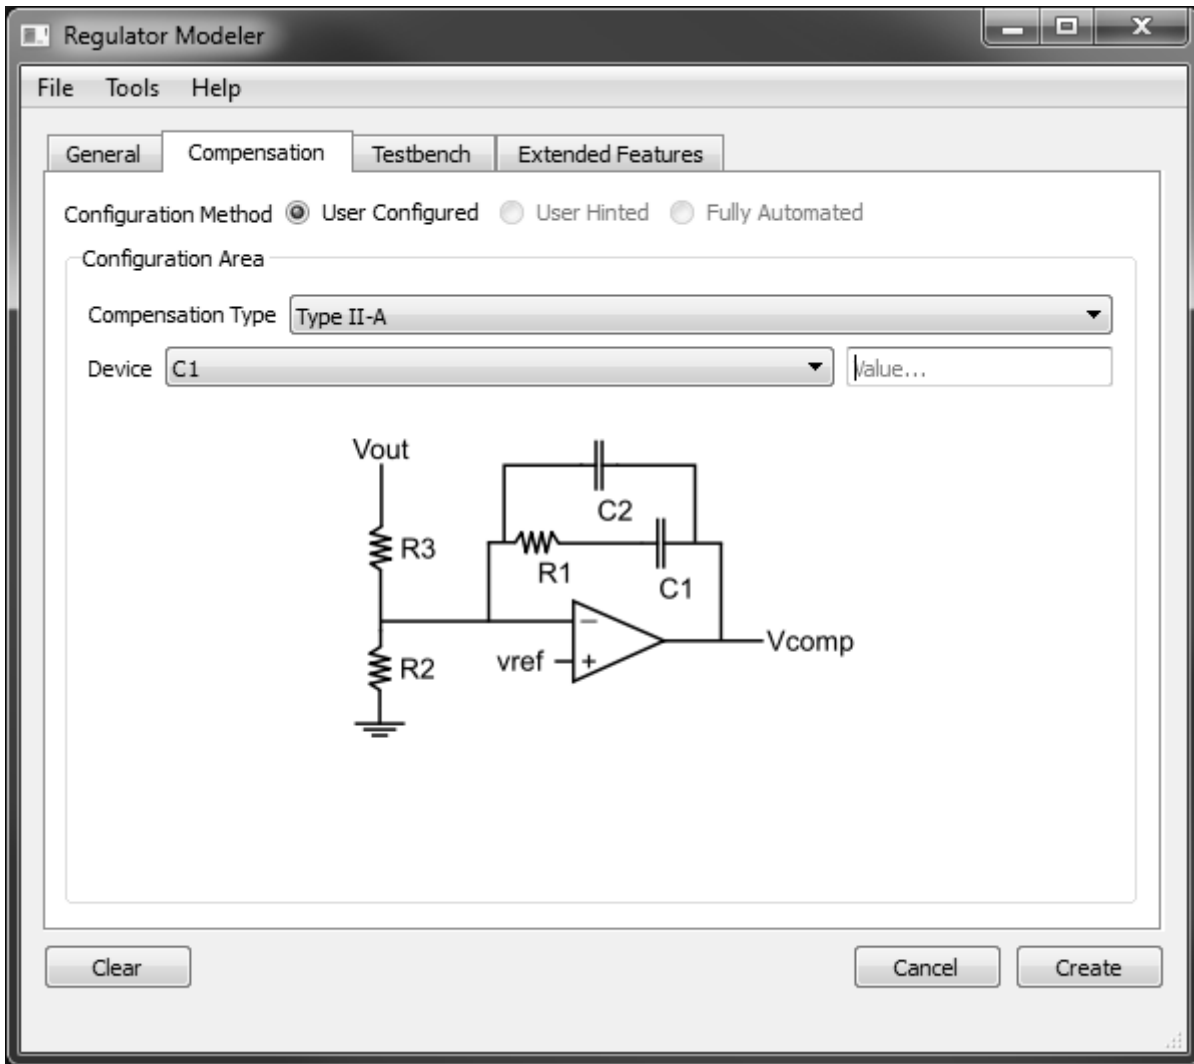 Regulator Modeler
File Tools Help
General Compensation Testbench Extended Features
Configuration Method User Configured User Hinted Fully Automated
Configuration Area
Compensation Type Type II-A
Device C1 Value...
Vout
C2
R3
R1
C1
Vcomp
vref
R2
Clear Cancel Create